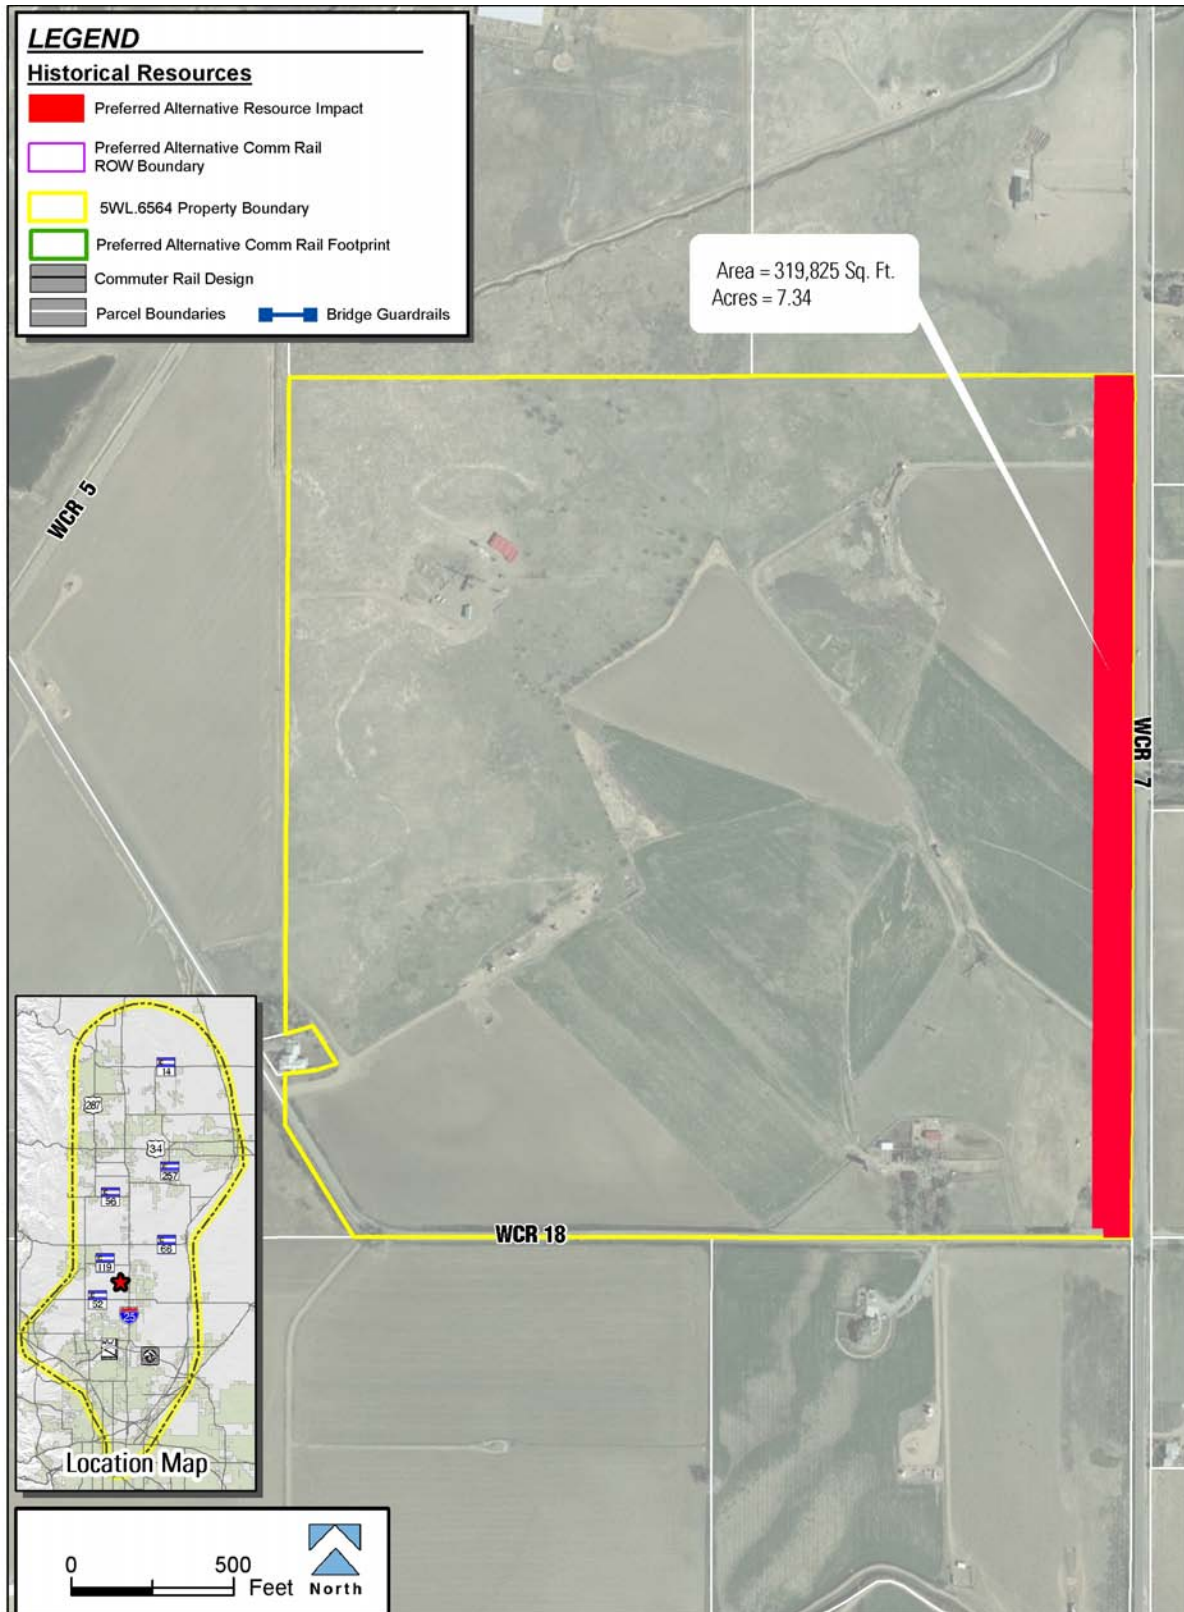 LEGEND
Historical Resources
Preferred Alternative Resource Impact
Preferred Alternative Comm Rail
ROW Boundary
5WL.6564 Property Boundary
Preferred Alternative Comm Rail Footprint
Commuter Rail Design
Parcel Boundaries
Bridge Guardrails
Area = 319,825 Sq. Ft.
Acres = 7.34
WCR 5
WCR 7
WCR 18
14
287
34
257
56
66
119
52
25
Location Map
0 500
Feet
North